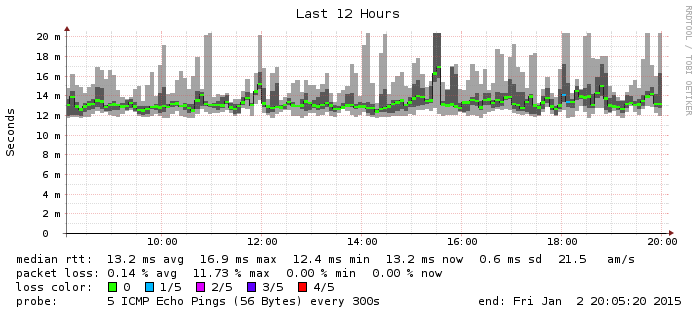 Last 12 Hours
RRDTOOL / TOBI OETIKER
Seconds
20 m
18 m
16 m
14 m
12 m
10 m
8 m
6 m
4 m
2 m
0
10:00 12:00 14:00 16:00 18:00 20:00
median rtt: 13.2 ms avg 16.9 ms max 12.4 ms min 13.2 ms now 0.6 ms sd 21.5 am/s
packet loss: 0.14 % avg 11.73 % max 0.00 % min 0.00 % now
loss color: 0 1/5 2/5 3/5 4/5
probe: 5 ICMP Echo Pings (56 Bytes) every 300s end: Fri Jan 2 20:05:20 2015